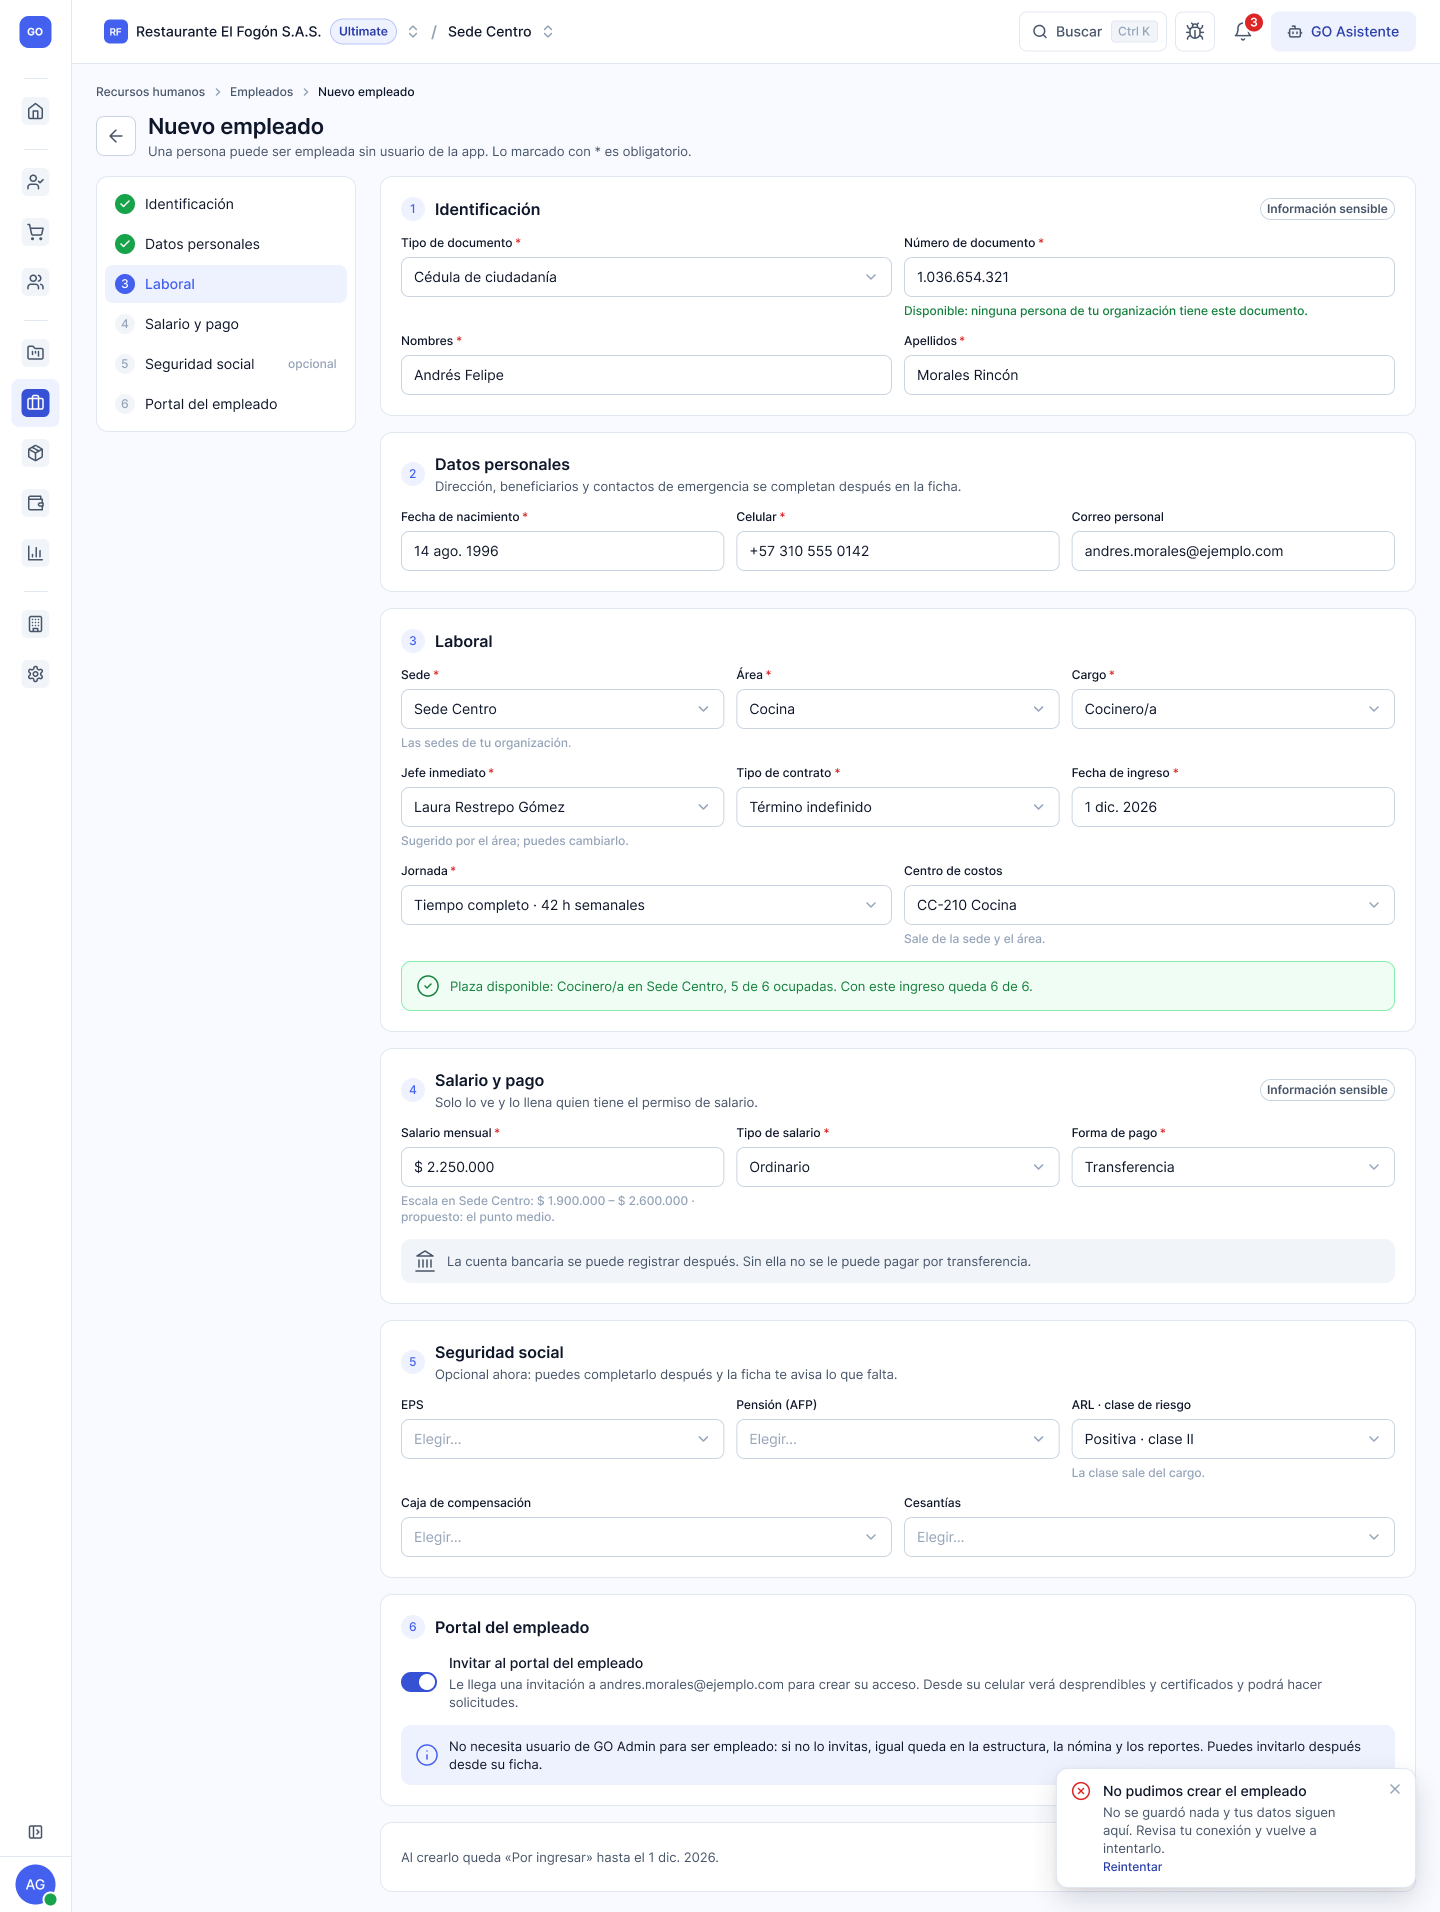 GO
RF Restaurante El Fogón S.A.S. Ultimate / Sede Centro
Buscar Ctrl K
3
GO Asistente
Recursos humanos > Empleados > Nuevo empleado
Nuevo empleado
Una persona puede ser empleada sin usuario de la app. Lo marcado con * es obligatorio.
Identificación
Datos personales
3 Laboral
4 Salario y pago
5 Seguridad social opcional
6 Portal del empleado
1 Identificación
Información sensible
Tipo de documento * Número de documento *
Cédula de ciudadanía 1.036.654.321
Disponible: ninguna persona de tu organización tiene este documento.
Nombres * Apellidos *
Andrés Felipe Morales Rincón
2 Datos personales
Dirección, beneficiarios y contactos de emergencia se completan después en la ficha.
Fecha de nacimiento * Celular * Correo personal
14 ago. 1996 +57 310 555 0142 andres.morales@ejemplo.com
3 Laboral
Sede * Área * Cargo *
Sede Centro Cocina Cocinero/a
Las sedes de tu organización.
Jefe inmediato * Tipo de contrato * Fecha de ingreso *
Laura Restrepo Gómez Término indefinido 1 dic. 2026
Sugerido por el área; puedes cambiarlo.
Jornada * Centro de costos
Tiempo completo · 42 h semanales CC-210 Cocina
Sale de la sede y el área.
Plaza disponible: Cocinero/a en Sede Centro, 5 de 6 ocupadas. Con este ingreso queda 6 de 6.
4 Salario y pago
Solo lo ve y lo llena quien tiene el permiso de salario.
Información sensible
Salario mensual * Tipo de salario * Forma de pago *
$ 2.250.000 Ordinario Transferencia
Escala en Sede Centro: $ 1.900.000 – $ 2.600.000 ·
propuesto: el punto medio.
La cuenta bancaria se puede registrar después. Sin ella no se le puede pagar por transferencia.
5 Seguridad social
Opcional ahora: puedes completarlo después y la ficha te avisa lo que falta.
EPS Pensión (AFP) ARL · clase de riesgo
Elegir... Elegir... Positiva · clase II
La clase sale del cargo.
Caja de compensación Cesantías
Elegir... Elegir...
6 Portal del empleado
Invitar al portal del empleado
Le llega una invitación a andres.morales@ejemplo.com para crear su acceso. Desde su celular verá desprendibles y certificados y podrá hacer
solicitudes.
No necesita usuario de GO Admin para ser empleado: si no lo invitas, igual queda en la estructura, la nómina y los reportes. Puedes invitarlo después
desde su ficha.
Al crearlo queda «Por ingresar» hasta el 1 dic. 2026.
No pudimos crear el empleado
No se guardó nada y tus datos siguen
aquí. Revisa tu conexión y vuelve a
intentarlo.
Reintentar
AG